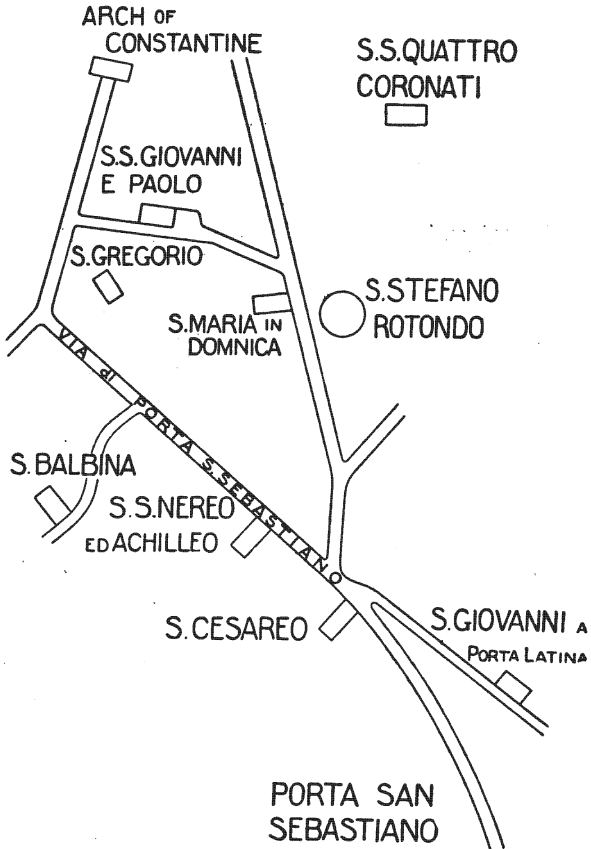 ARCH OF
CONSTANTINE
S.S.QUATTRO
CORONATI
S.S.GIOVANNI
E PAOLO
S.GREGORIO
S.STEFANO
ROTONDO
S.MARIA IN
DOMNICA
VIA di PORTA S.SEBASTIANO
S.BALBINA
S.S.NEREO
ED ACHILLEO
S.CESAREO
S.GIOVANNI A
PORTA LATINA
PORTA SAN
SEBASTIANO